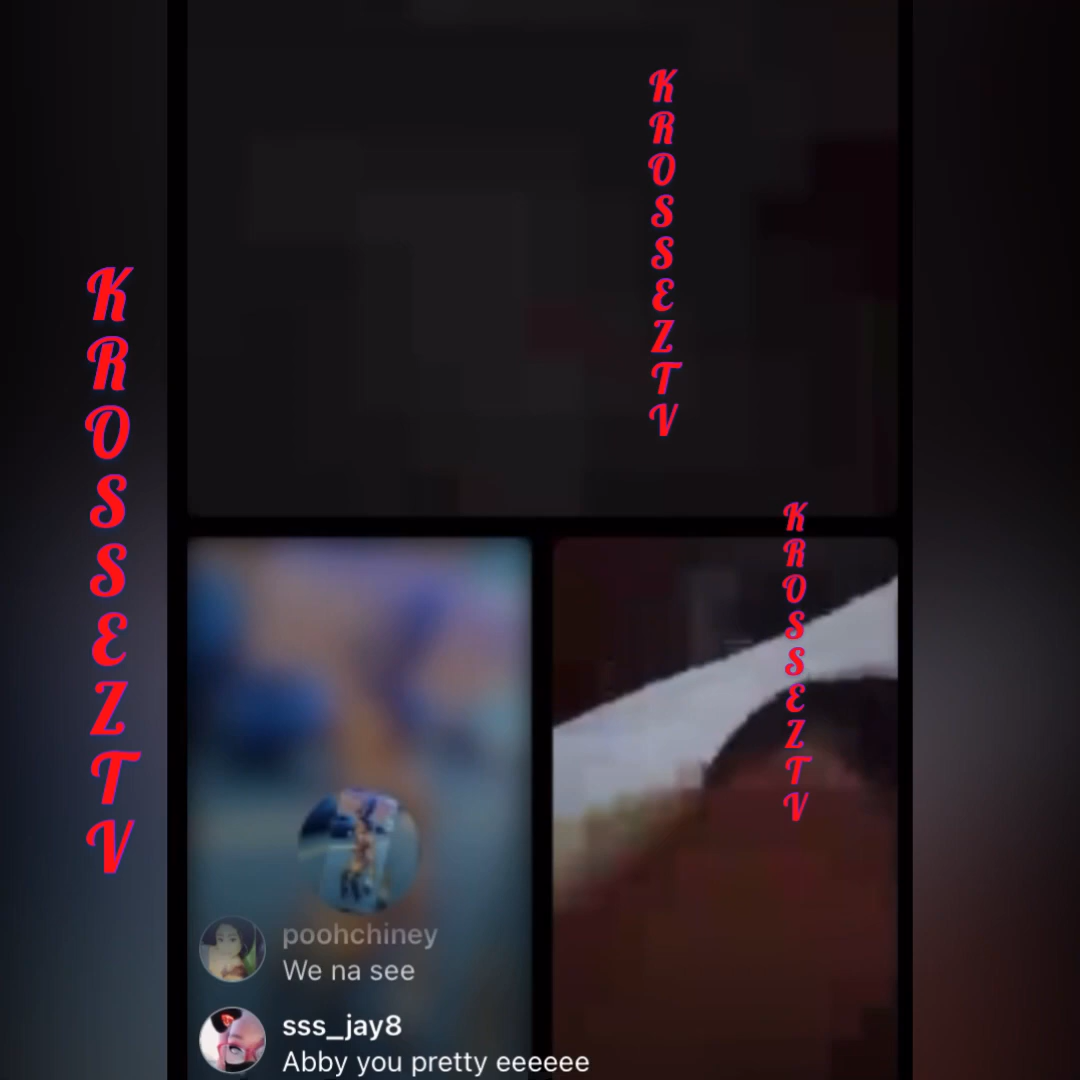 KROSSEZTV
KROSSEZTV
KROSSEZTV
poohchiney
We na see
sss_jay8
Abby you pretty eeeeee